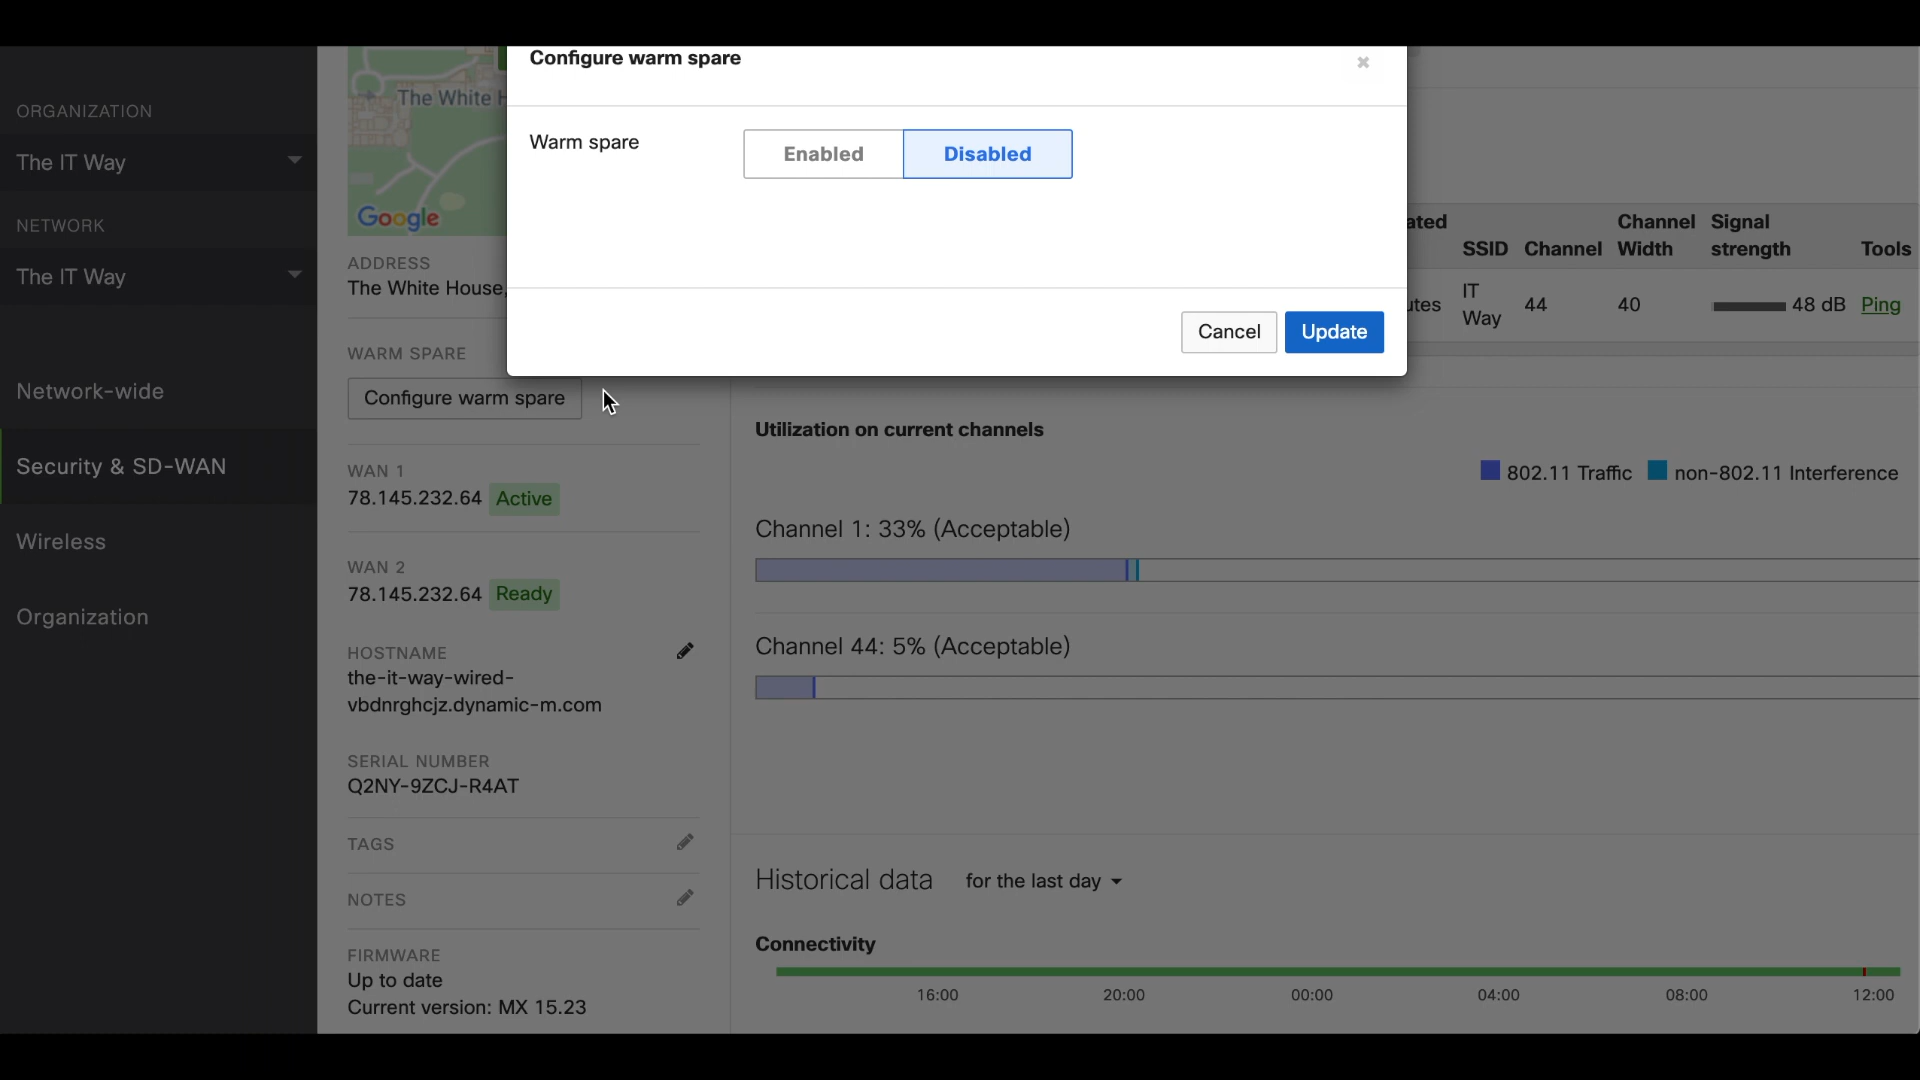 Configure warm spare
Warm spare
Enabled
Disabled
Cancel
Update
ORGANIZATION
The IT Way
NETWORK
The IT Way
Network-wide
Security & SD-WAN
Wireless
Organization
The White H
Google
ADDRESS
The White House,
WARM SPARE
Configure warm spare
WAN 1
78.145.232.64 Active
WAN 2
78.145.232.64 Ready
HOSTNAME
the-it-way-wired-
vbdnrghcjz.dynamic-m.com
SERIAL NUMBER
Q2NY-9ZCJ-R4AT
TAGS
NOTES
FIRMWARE
Up to date
Current version: MX 15.23
ated
SSID
Channel
Channel
Width
Signal
strength
Tools
utes
IT
Way
44
40
48 dB
Ping
Utilization on current channels
802.11 Traffic
non-802.11 Interference
Channel 1: 33% (Acceptable)
Channel 44: 5% (Acceptable)
Historical data for the last day
Connectivity
16:00 20:00 00:00 04:00 08:00 12:00